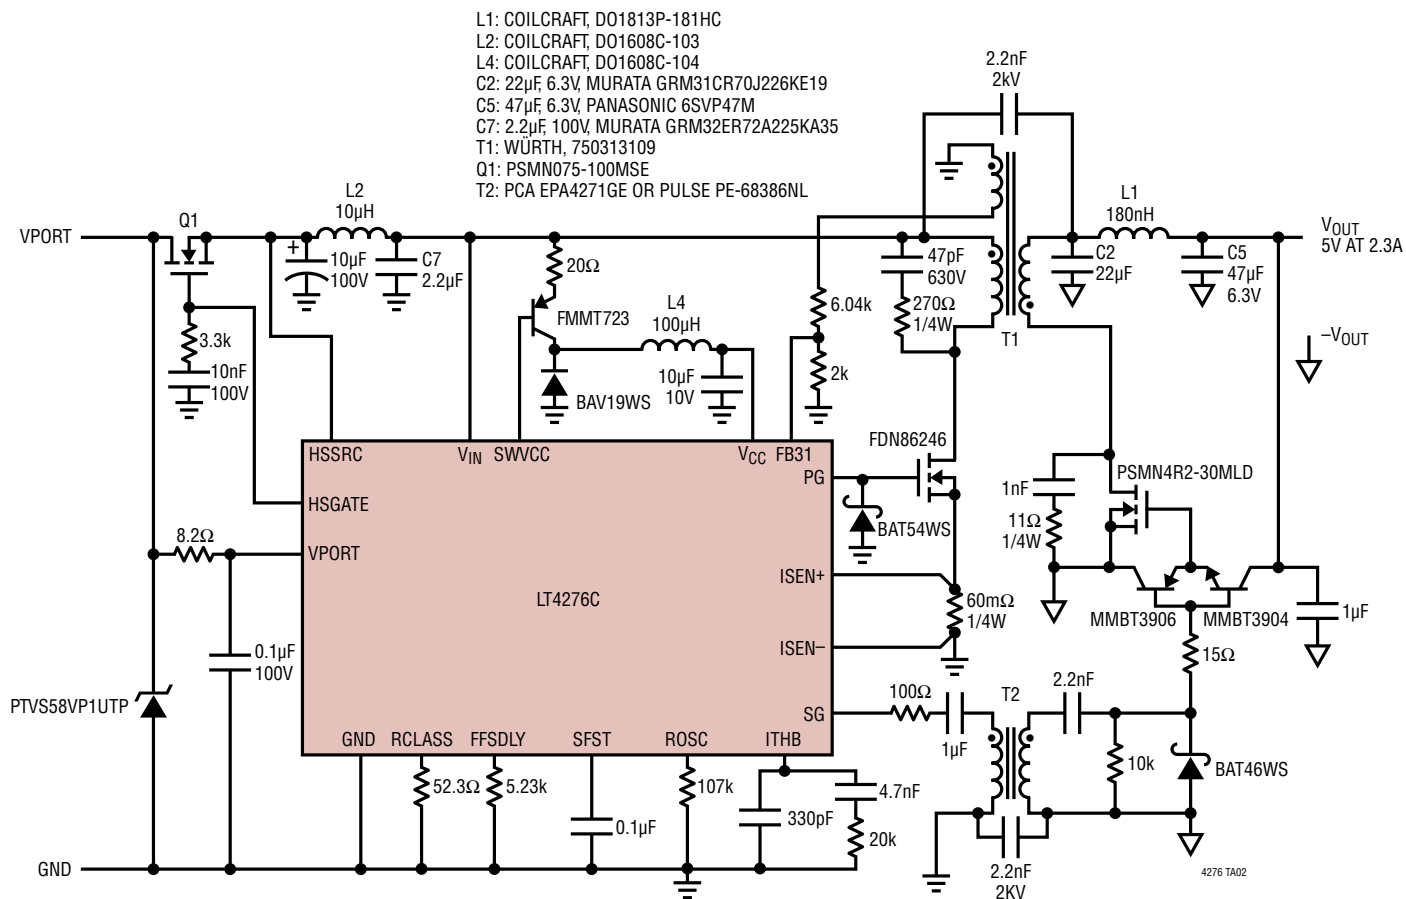 L1: COILCRAFT, DO1813P-181HC
L2: COILCRAFT, DO1608C-103
L4: COILCRAFT, DO1608C-104
C2: 22µF, 6.3V, MURATA GRM31CR70J226KE19
C5: 47µF, 6.3V, PANASONIC 6SVP47M
C7: 2.2µF, 100V, MURATA GRM32ER72A225KA35
T1: WÜRTH, 750313109
Q1: PSMN075-100MSE
T2: PCA EPA4271GE OR PULSE PE-68386NL
2.2nF
2kV
VPORT
Q1
L2
10µH
+
10µF
100V
C7
2.2µF
20Ω
FMMT723
L4
100µH
10µF
10V
BAV19WS
3.3k
10nF
100V
6.04k
2k
47pF
630V
270Ω
1/4W
T1
L1
180nH
C2
22µF
C5
47µF
6.3V
VOUT
5V AT 2.3A
–VOUT
HSSRC
VIN
SWVCC
VCC
FB31
PG
HSGATE
VPORT
LT4276C
ISEN+
ISEN–
SG
GND
RCLASS
FFSDLY
SFST
ROSC
ITHB
FDN86246
BAT54WS
60mΩ
1/4W
1nF
11Ω
1/4W
PSMN4R2-30MLD
MMBT3906
MMBT3904
1µF
15Ω
8.2Ω
0.1µF
100V
PTVS58VP1UTP
100Ω
1µF
T2
2.2nF
10k
BAT46WS
2.2nF
2KV
52.3Ω
5.23k
0.1µF
107k
330pF
4.7nF
20k
GND
4276 TA02